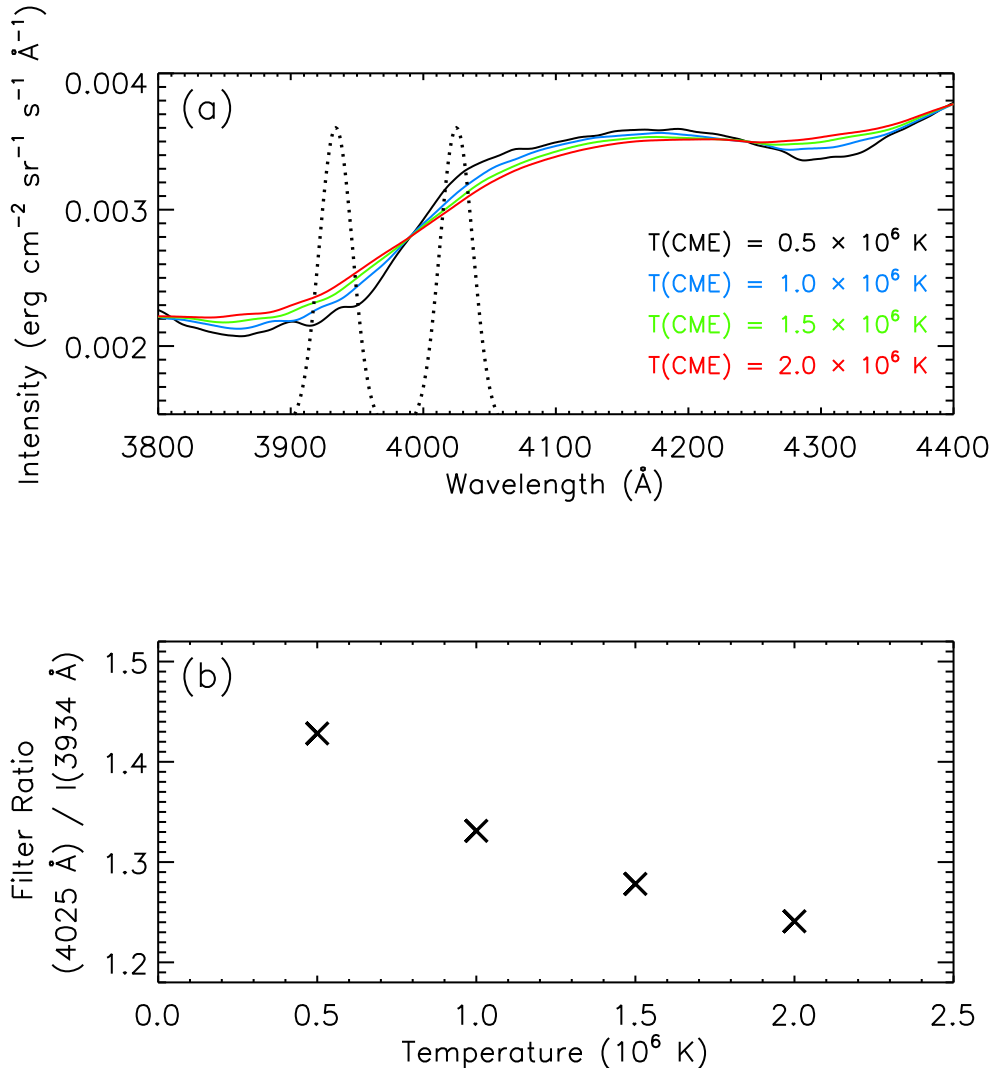 Intensity (erg cm⁻² sr⁻¹ s⁻¹ Å⁻¹)
(a)
0.004
0.003
0.002
T(CME) = 0.5 × 10⁶ K
T(CME) = 1.0 × 10⁶ K
T(CME) = 1.5 × 10⁶ K
T(CME) = 2.0 × 10⁶ K
3800 3900 4000 4100 4200 4300 4400
Wavelength (Å)
Filter Ratio
(4025 Å) / I(3934 Å)
(b)
1.5
1.4
1.3
1.2
0.0 0.5 1.0 1.5 2.0 2.5
Temperature (10⁶ K)